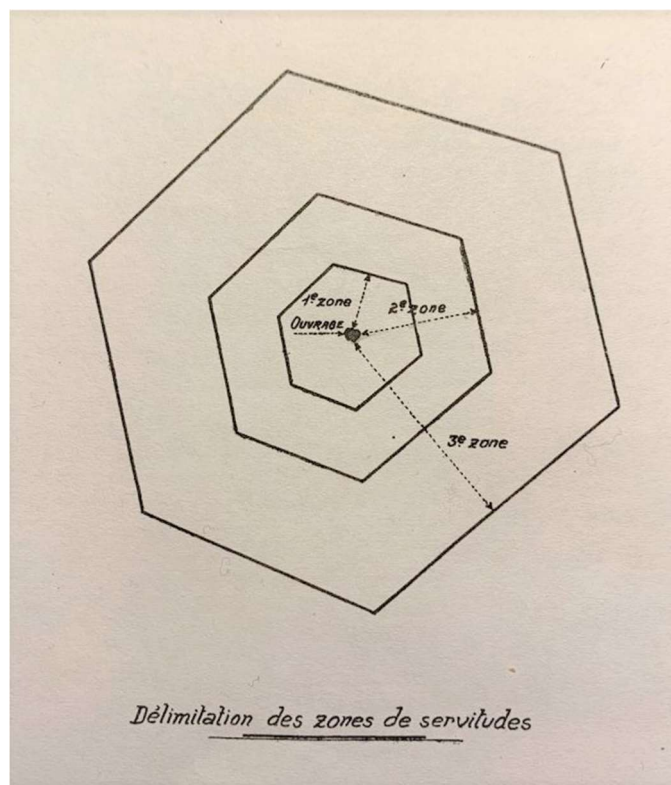 1e zone
2e zone
OUVRAGE
3e zone
Délimitation des zones de servitudes